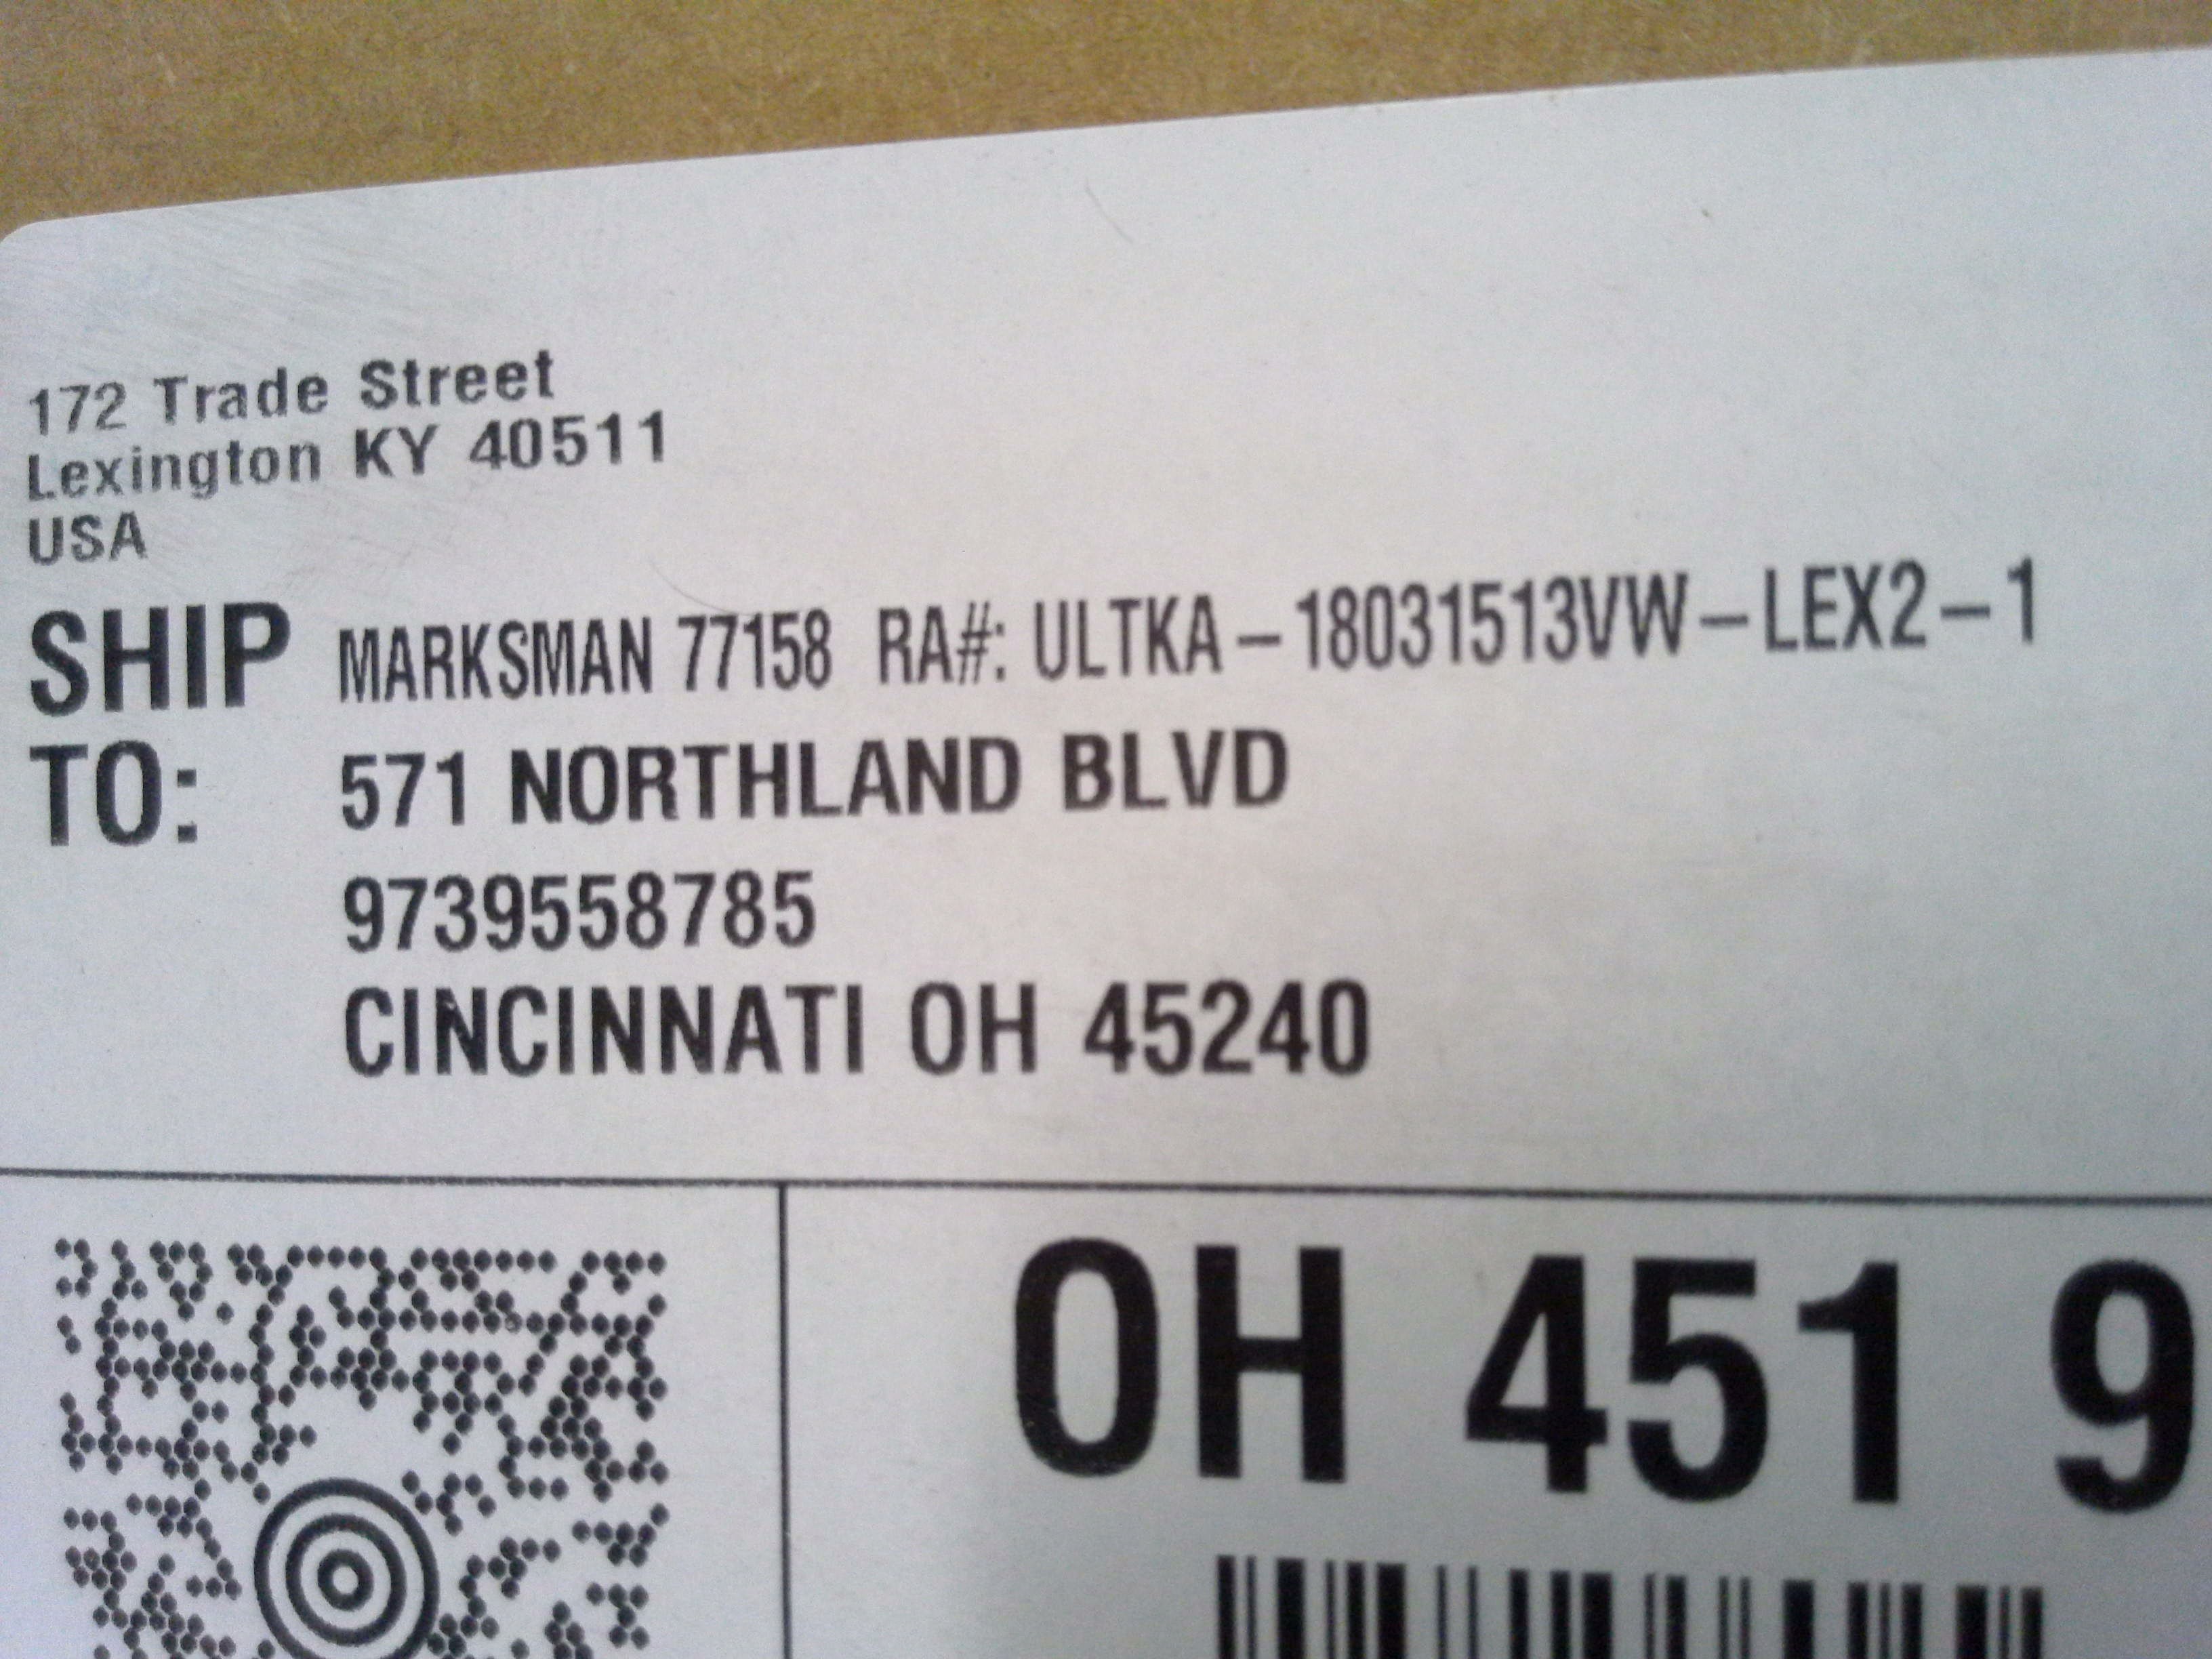 172 Trade Street
Lexington KY 40511
USA
SHIP TO:
MARKSMAN 77158 RA#: ULTKA-18031513VW-LEX2-1
571 NORTHLAND BLVD
9739558785
CINCINNATI OH 45240
OH 451 9